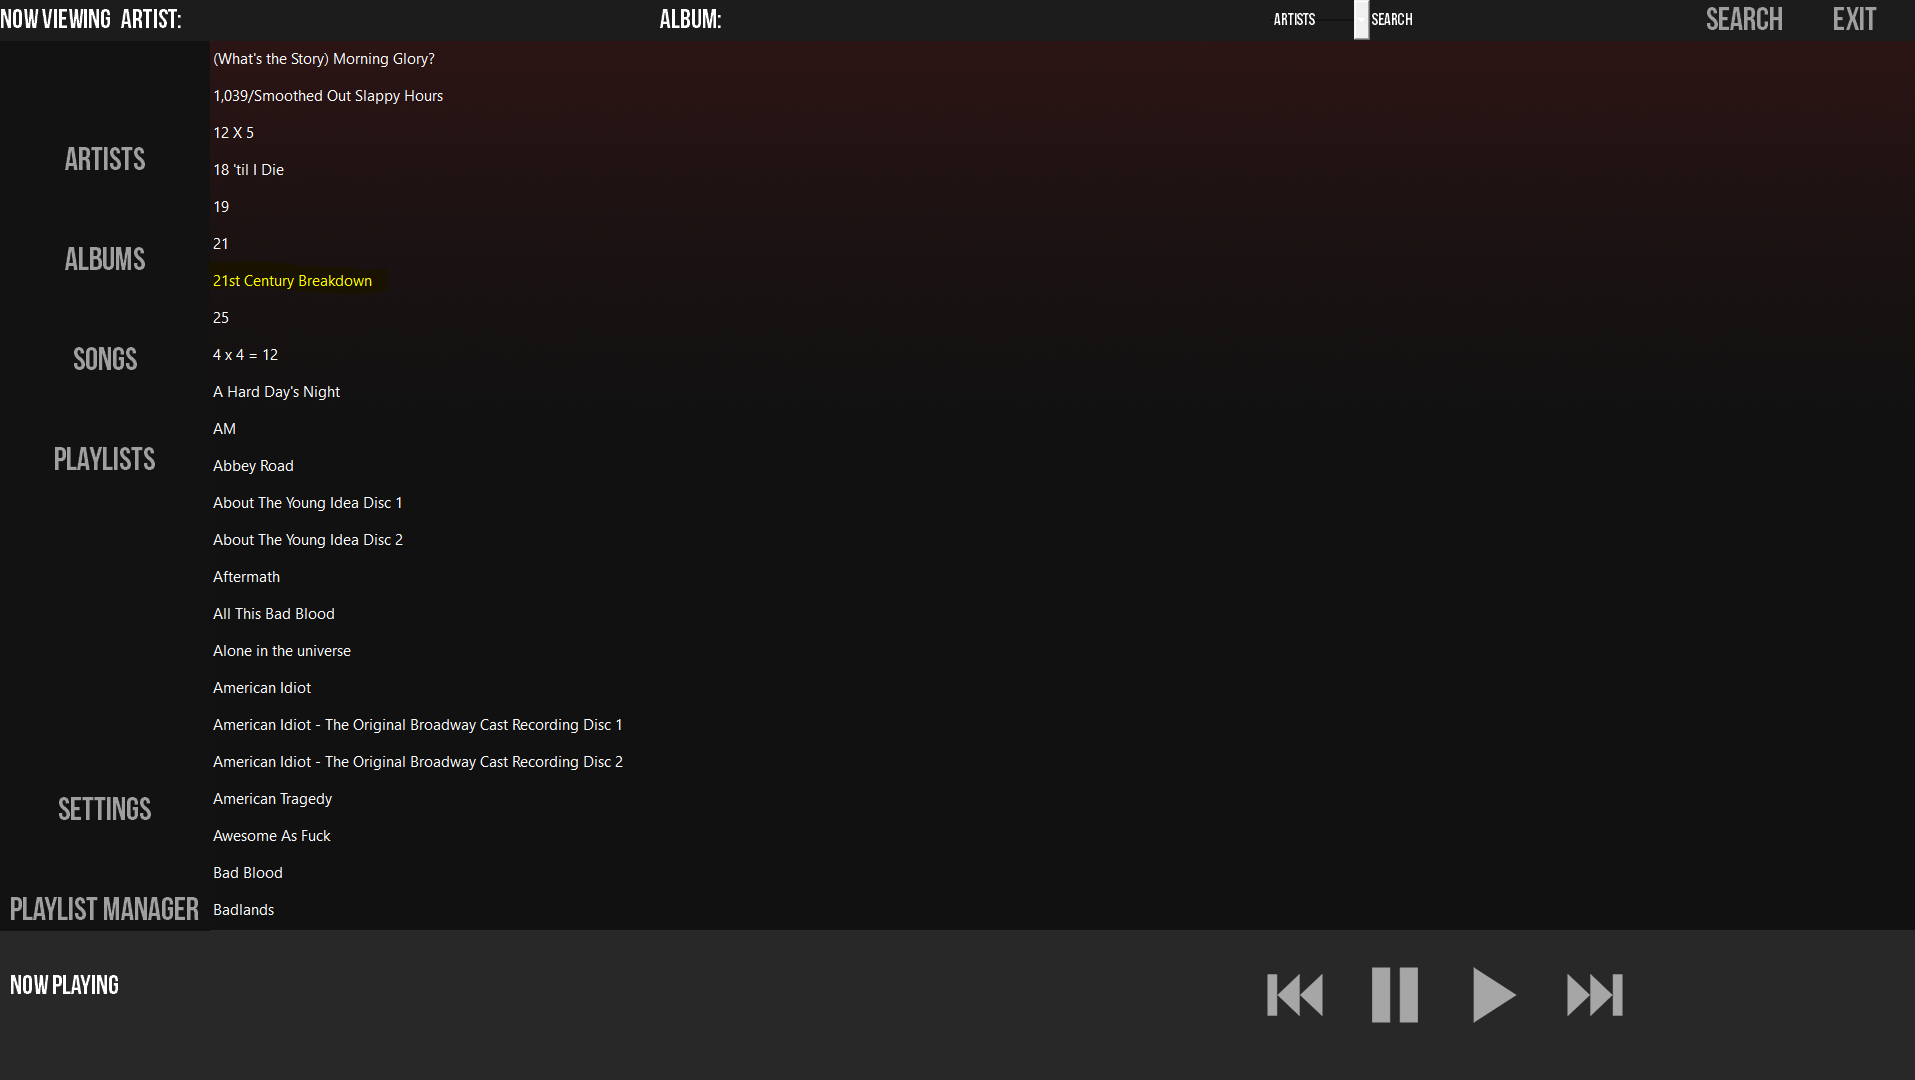 NOW VIEWING ARTIST: ALBUM: ARTISTS SEARCH SEARCH EXIT
ARTISTS
ALBUMS
SONGS
PLAYLISTS
SETTINGS
PLAYLIST MANAGER
(What's the Story) Morning Glory?
1,039/Smoothed Out Slappy Hours
12 X 5
18 'til I Die
19
21
21st Century Breakdown
25
4 x 4 = 12
A Hard Day's Night
AM
Abbey Road
About The Young Idea Disc 1
About The Young Idea Disc 2
Aftermath
All This Bad Blood
Alone in the universe
American Idiot
American Idiot - The Original Broadway Cast Recording Disc 1
American Idiot - The Original Broadway Cast Recording Disc 2
American Tragedy
Awesome As Fuck
Bad Blood
Badlands
NOW PLAYING